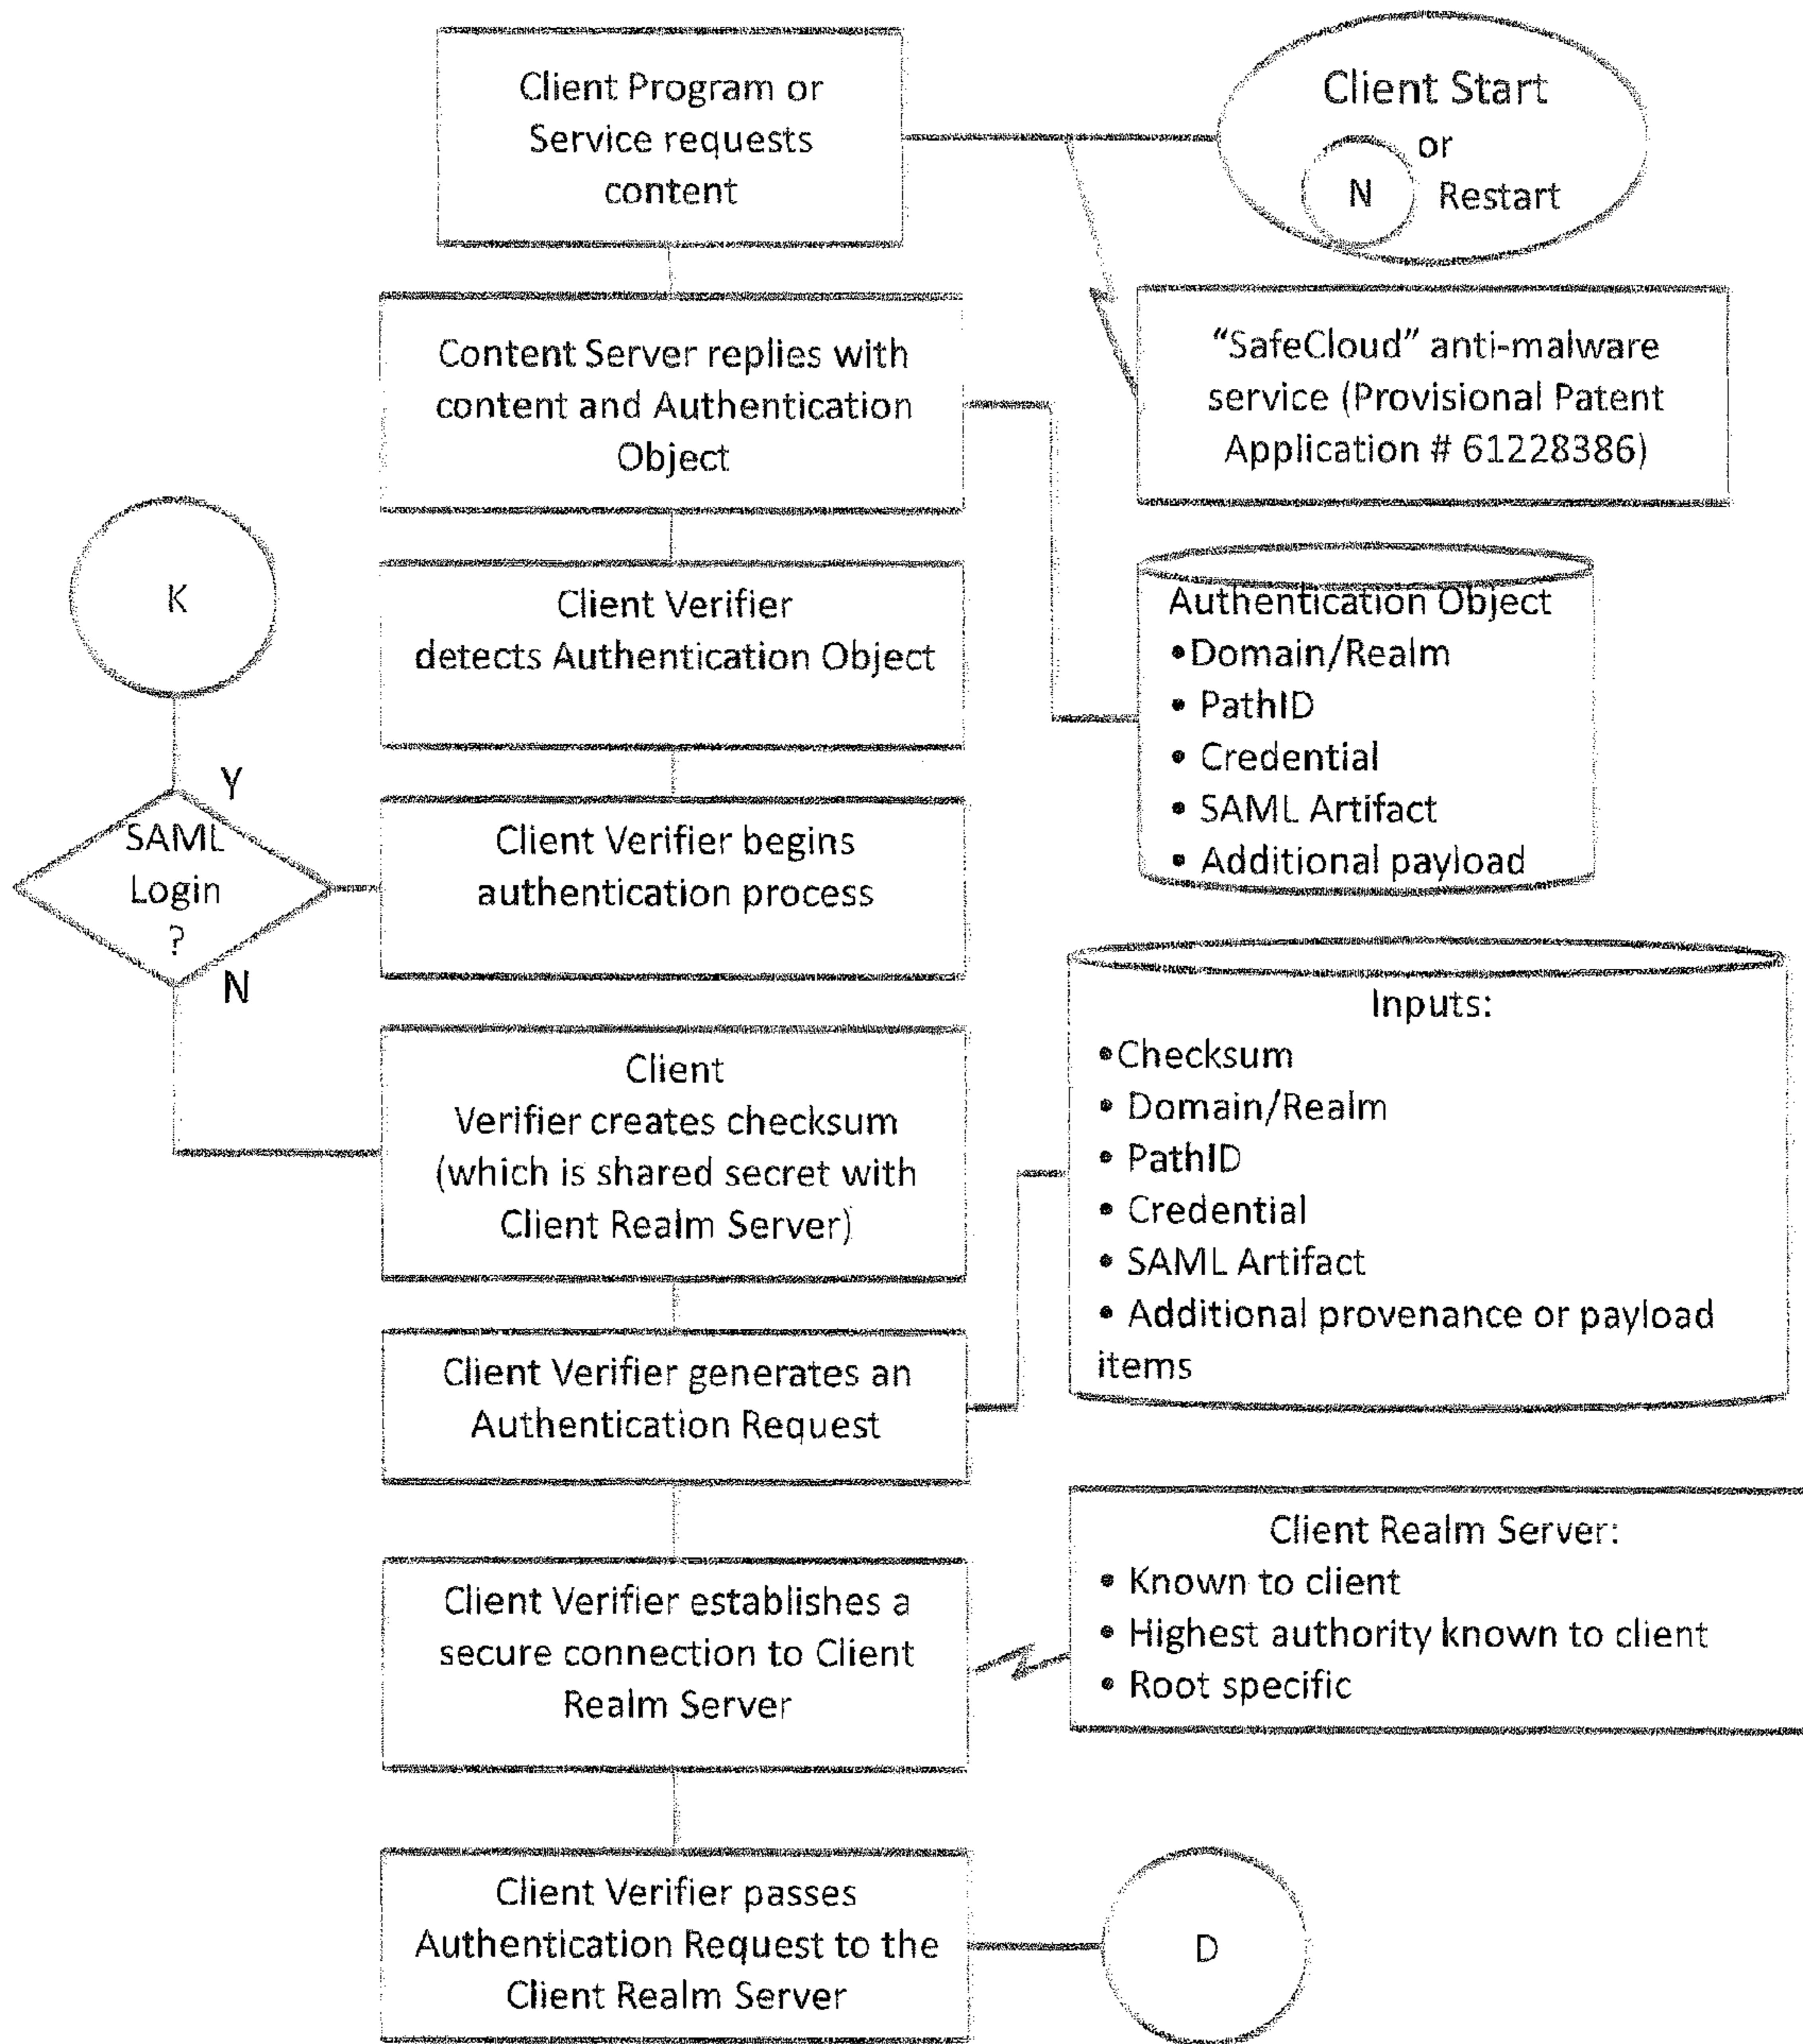 Client Program or
Service requests
content
Client Start
or
N
Restart
Content Server replies with
content and Authentication
Object
“SafeCloud” anti-malware
service (Provisional Patent
Application # 61228386)
Client Verifier
detects Authentication Object
Authentication Object
•Domain/Realm
• PathID
• Credential
• SAML Artifact
• Additional payload
K
Y
SAML
Login
?
N
Client Verifier begins
authentication process
Client
Verifier creates checksum
(which is shared secret with
Client Realm Server)
Inputs:
•Checksum
• Domain/Realm
• PathID
• Credential
• SAML Artifact
• Additional provenance or payload
items
Client Verifier generates an
Authentication Request
Client Verifier establishes a
secure connection to Client
Realm Server
Client Realm Server:
• Known to client
• Highest authority known to client
• Root specific
Client Verifier passes
Authentication Request to the
Client Realm Server
D